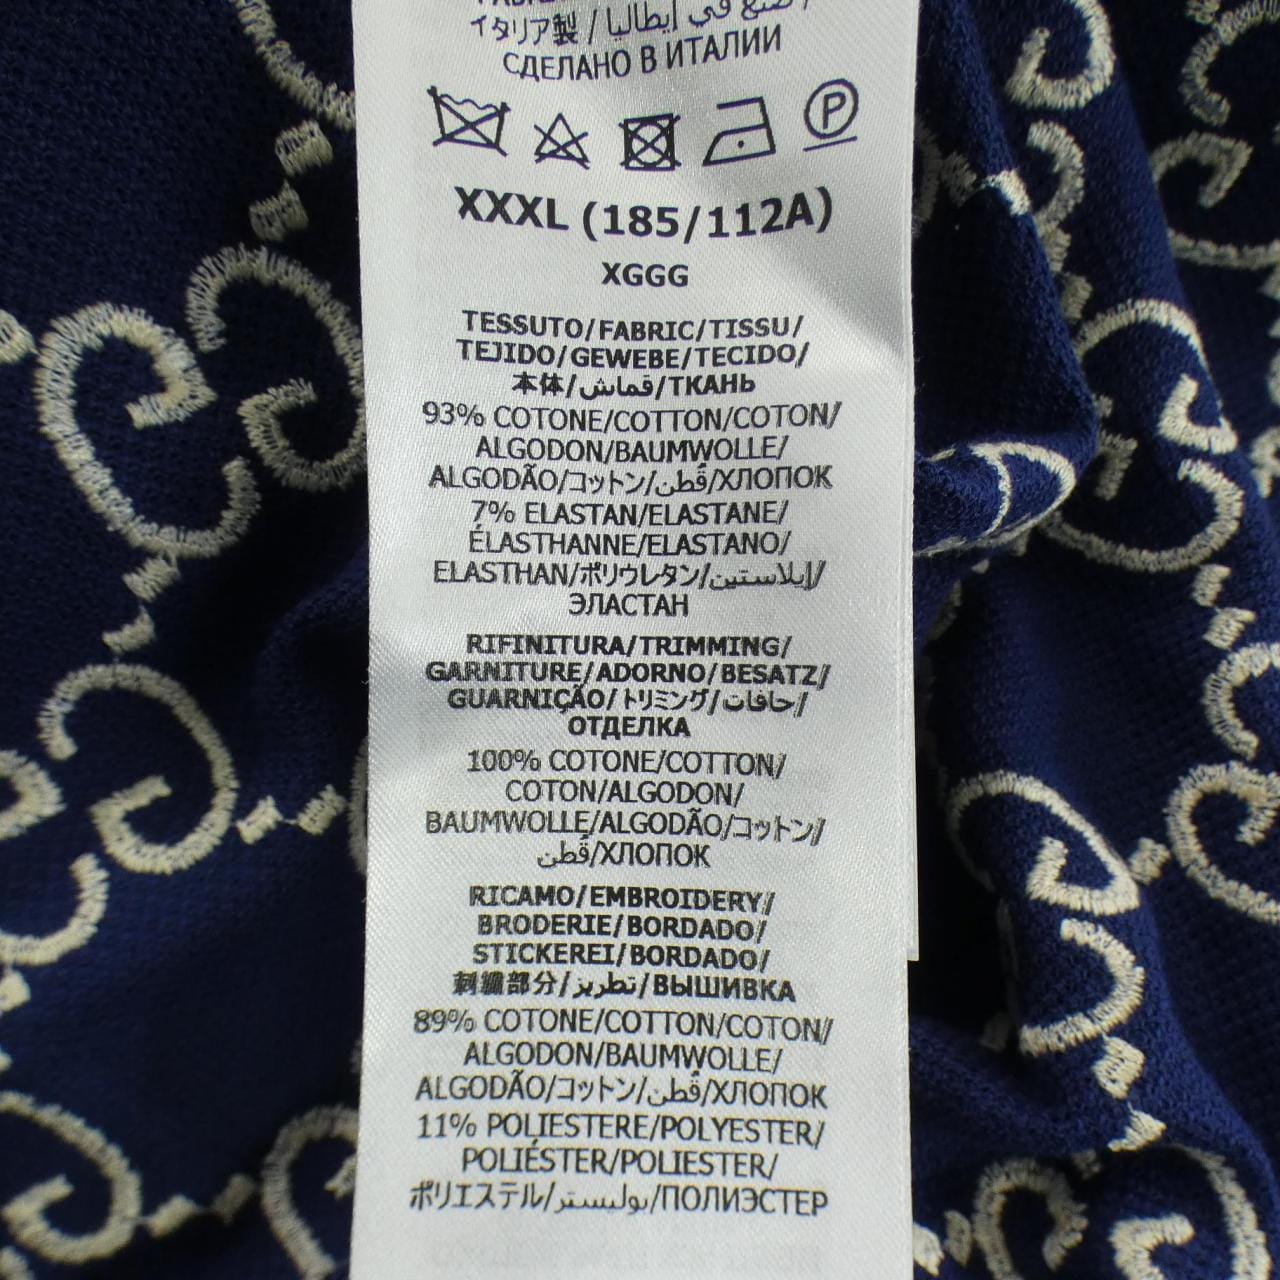 イタリア製 / صنع في إيطاليا /
СДЕЛАНО В ИТАЛИИ
P
XXXL (185/112A)
XGGG
TESSUTO/FABRIC/TISSU/
TEJIDO/GEWEBE/TECIDO/
本体/قماش/ТКАНЬ
93% COTONE/COTTON/COTON/
ALGODON/BAUMWOLLE/
ALGODÃO/コットン/قطن/ХЛОПОК
7% ELASTAN/ELASTANE/
ÉLASTHANNE/ELASTANO/
ELASTHAN/ポリウレタン/إيلاستين/
ЭЛАСТАН
RIFINITURA/TRIMMING/
GARNITURE/ADORNO/BESATZ/
GUARNIÇÃO/トリミング/حافات/
ОТДЕЛКА
100% COTONE/COTTON/
COTON/ALGODON/
BAUMWOLLE/ALGODÃO/コットン/
قطن/ХЛОПОК
RICAMO/EMBROIDERY/
BRODERIE/BORDADO/
STICKEREI/BORDADO/
刺繍部分/تطريز/ВЫШИВКА
89% COTONE/COTTON/COTON/
ALGODON/BAUMWOLLE/
ALGODÃO/コットン/قطن/ХЛОПОК
11% POLIESTERE/POLYESTER/
POLIÉSTER/POLIESTER/
ポリエステル/بوليستر/ПОЛИЭСТЕР